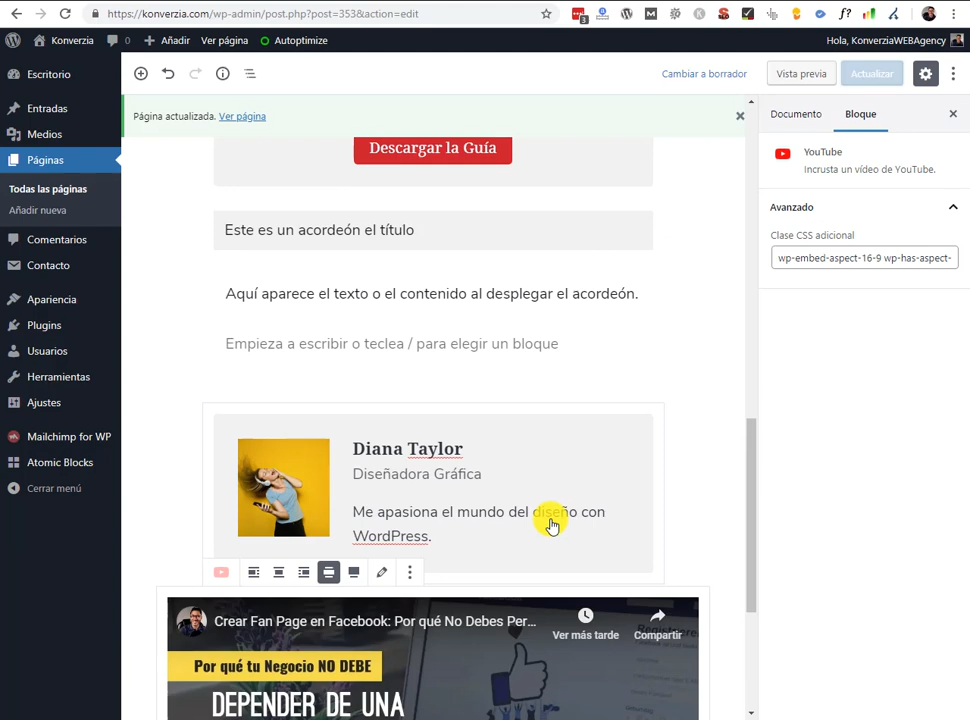 https://konverzia.com/wp-admin/post.php?post=353&action=edit
3
f?
Konverzia
0
Añadir
Ver página
Autoptimize
Hola, KonverziaWEBAgency
Escritorio
Entradas
Medios
Páginas
Todas las páginas
Añadir nueva
Comentarios
Contacto
Apariencia
Plugins
Usuarios
Herramientas
Ajustes
Mailchimp for WP
Atomic Blocks
Cerrar menú
Cambiar a borrador
Vista previa
Actualizar
Página actualizada. Ver página
Descargar la Guía
Este es un acordeón el título
Aquí aparece el texto o el contenido al desplegar el acordeón.
Empieza a escribir o teclea / para elegir un bloque
Diana Taylor
Diseñadora Gráfica
Me apasiona el mundo del diseño con
WordPress.
Crear Fan Page en Facebook: Por qué No Debes Per...
Ver más tarde
Compartir
Por qué tu Negocio NO DEBE
DEPENDER DE UNA
Documento
Bloque
YouTube
Incrusta un vídeo de YouTube.
Avanzado
Clase CSS adicional
wp-embed-aspect-16-9 wp-has-aspect-